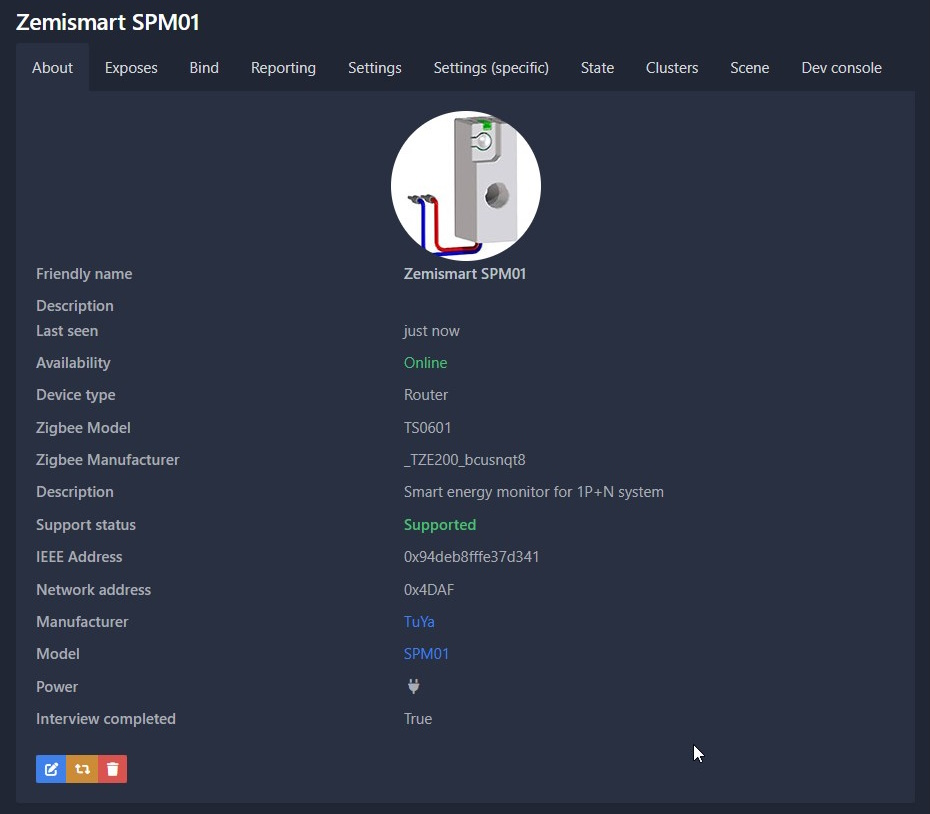 Zemismart SPM01
About Exposes Bind Reporting Settings Settings (specific) State Clusters Scene Dev console
Friendly name Zemismart SPM01
Description
Last seen just now
Availability Online
Device type Router
Zigbee Model TS0601
Zigbee Manufacturer _TZE200_bcusnqt8
Description Smart energy monitor for 1P+N system
Support status Supported
IEEE Address 0x94deb8fffe37d341
Network address 0x4DAF
Manufacturer TuYa
Model SPM01
Power
Interview completed True